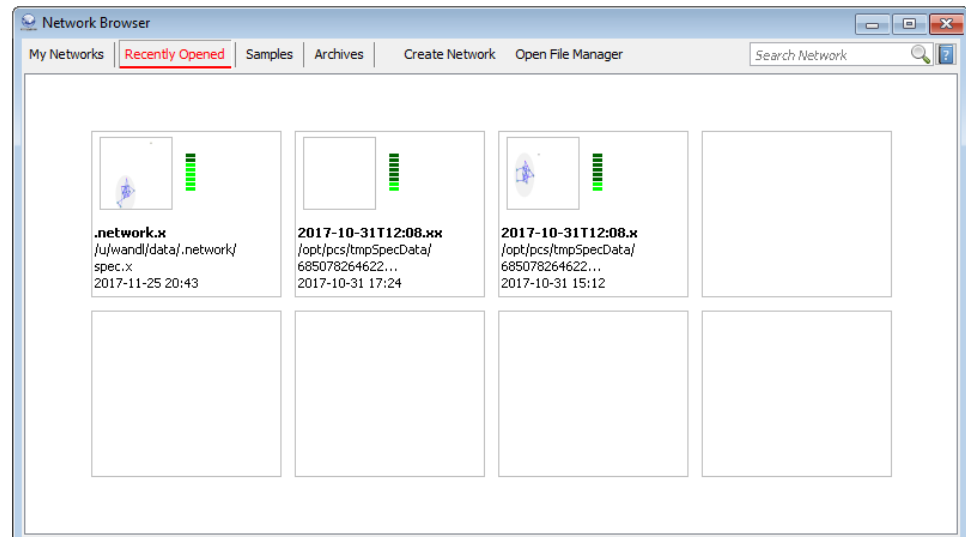 Network Browser
My Networks Recently Opened Samples Archives Create Network Open File Manager Search Network ?
.network.x
/u/wandl/data/.network/
spec.x
2017-11-25 20:43
2017-10-31T12:08.xx
/opt/pcs/tmpSpecData/
685078264622...
2017-10-31 17:24
2017-10-31T12:08.x
/opt/pcs/tmpSpecData/
685078264622...
2017-10-31 15:12